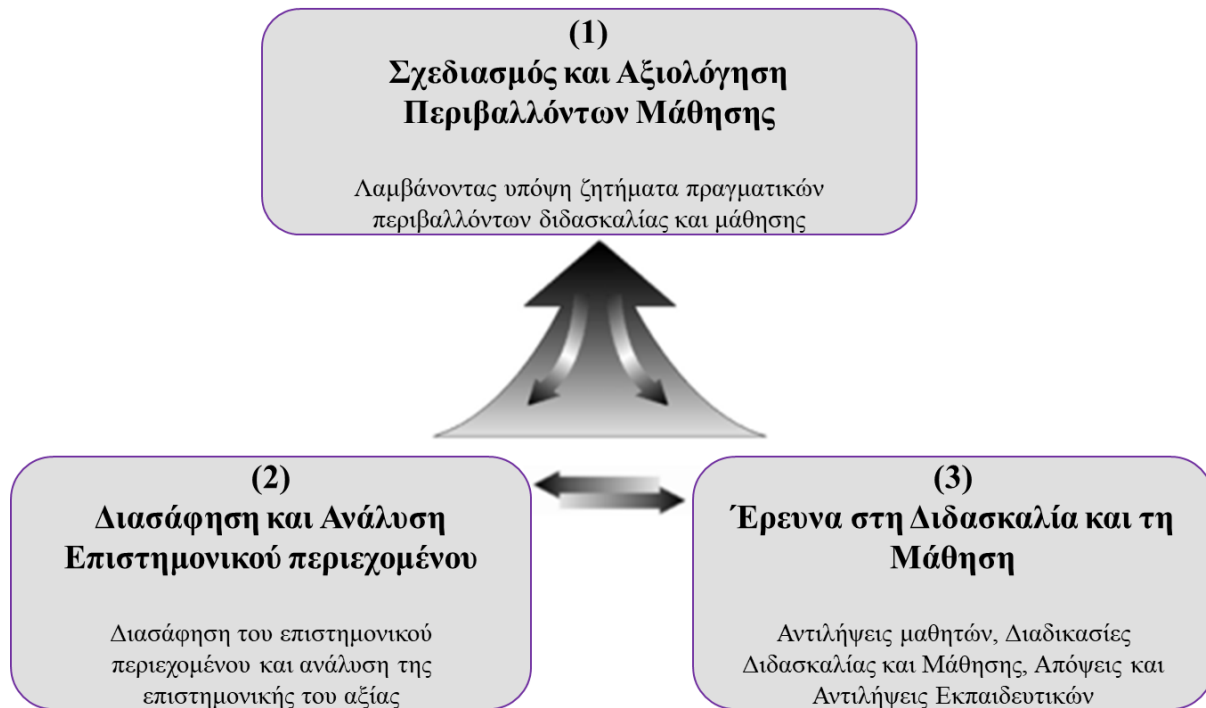 (1)
Σχεδιασμός και Αξιολόγηση
Περιβαλλόντων Μάθησης
Λαμβάνοντας υπόψη ζητήματα πραγματικών
περιβαλλόντων διδασκαλίας και μάθησης
(2)
Διασάφηση και Ανάλυση
Επιστημονικού περιεχομένου
Διασάφηση του επιστημονικού
περιεχομένου και ανάλυση της
επιστημονικής του αξίας
(3)
Έρευνα στη Διδασκαλία και τη
Μάθηση
Αντιλήψεις μαθητών, Διαδικασίες
Διδασκαλίας και Μάθησης, Απόψεις και
Αντιλήψεις Εκπαιδευτικών